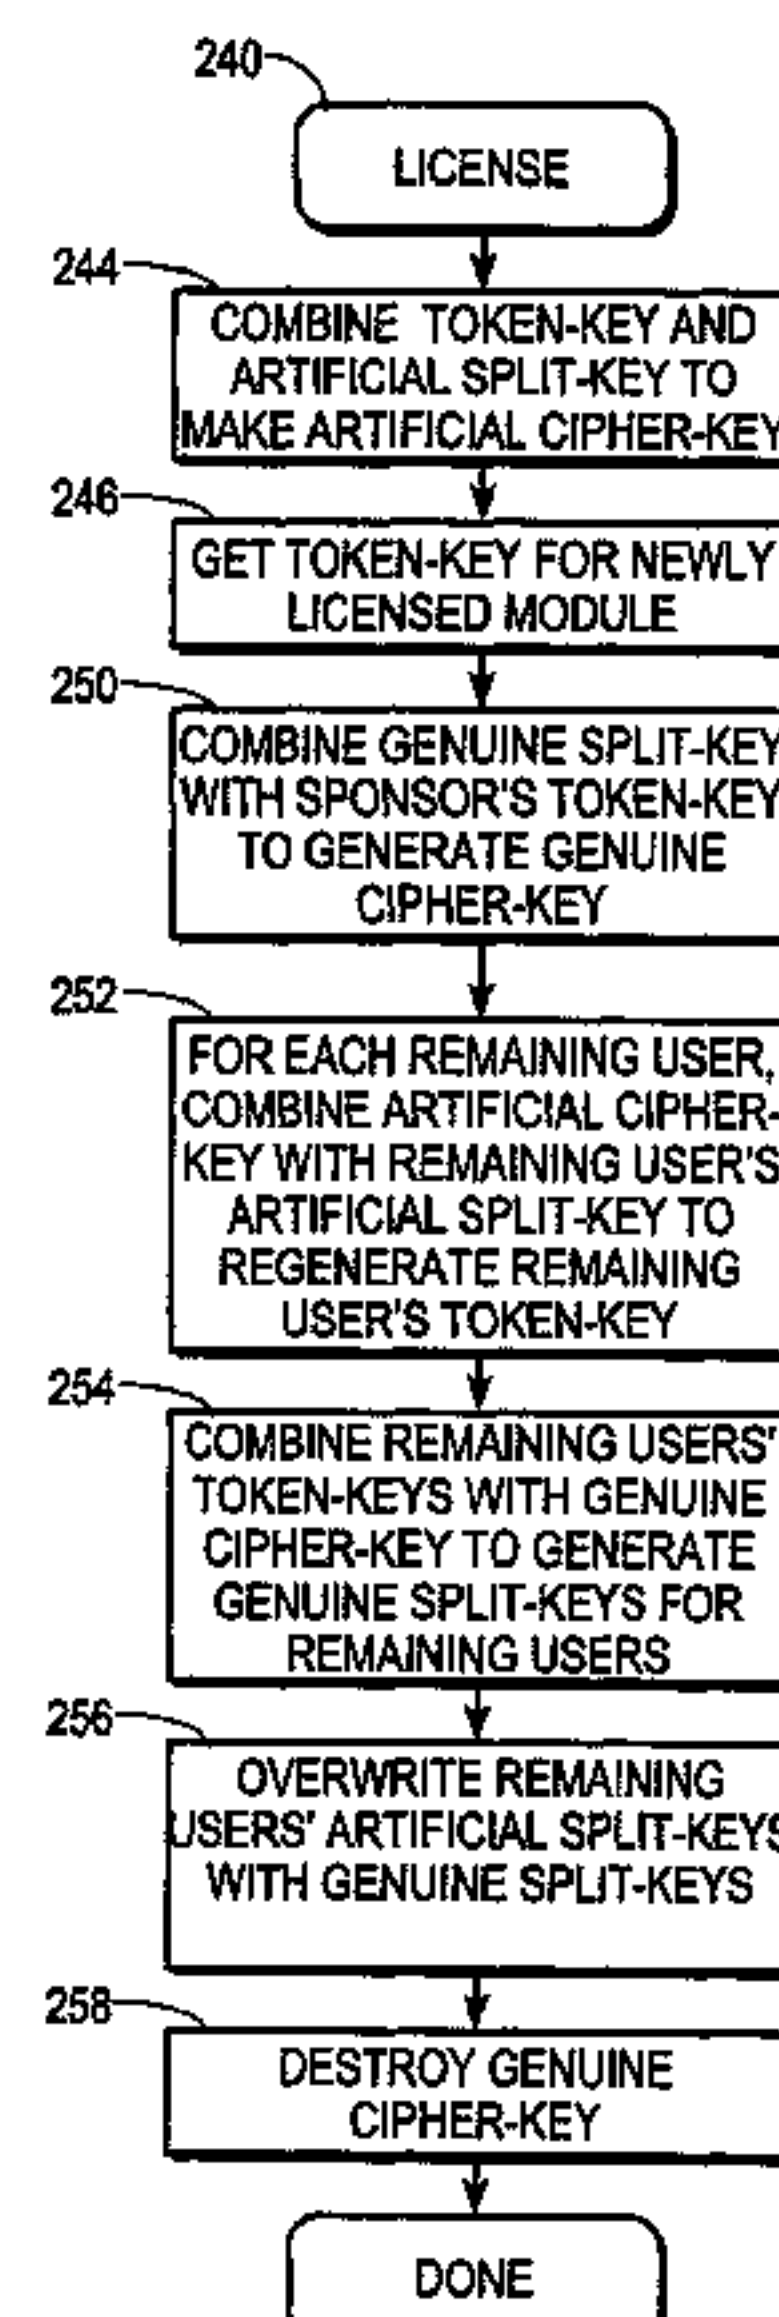 240
LICENSE
244
COMBINE TOKEN-KEY AND
ARTIFICIAL SPLIT-KEY TO
MAKE ARTIFICIAL CIPHER-KEY
246
GET TOKEN-KEY FOR NEWLY
LICENSED MODULE
250
COMBINE GENUINE SPLIT-KEY
WITH SPONSOR'S TOKEN-KEY
TO GENERATE GENUINE
CIPHER-KEY
252
FOR EACH REMAINING USER,
COMBINE ARTIFICIAL CIPHER-
KEY WITH REMAINING USER'S
ARTIFICIAL SPLIT-KEY TO
REGENERATE REMAINING
USER'S TOKEN-KEY
254
COMBINE REMAINING USERS'
TOKEN-KEYS WITH GENUINE
CIPHER-KEY TO GENERATE
GENUINE SPLIT-KEYS FOR
REMAINING USERS
256
OVERWRITE REMAINING
USERS' ARTIFICIAL SPLIT-KEYS
WITH GENUINE SPLIT-KEYS
258
DESTROY GENUINE
CIPHER-KEY
DONE